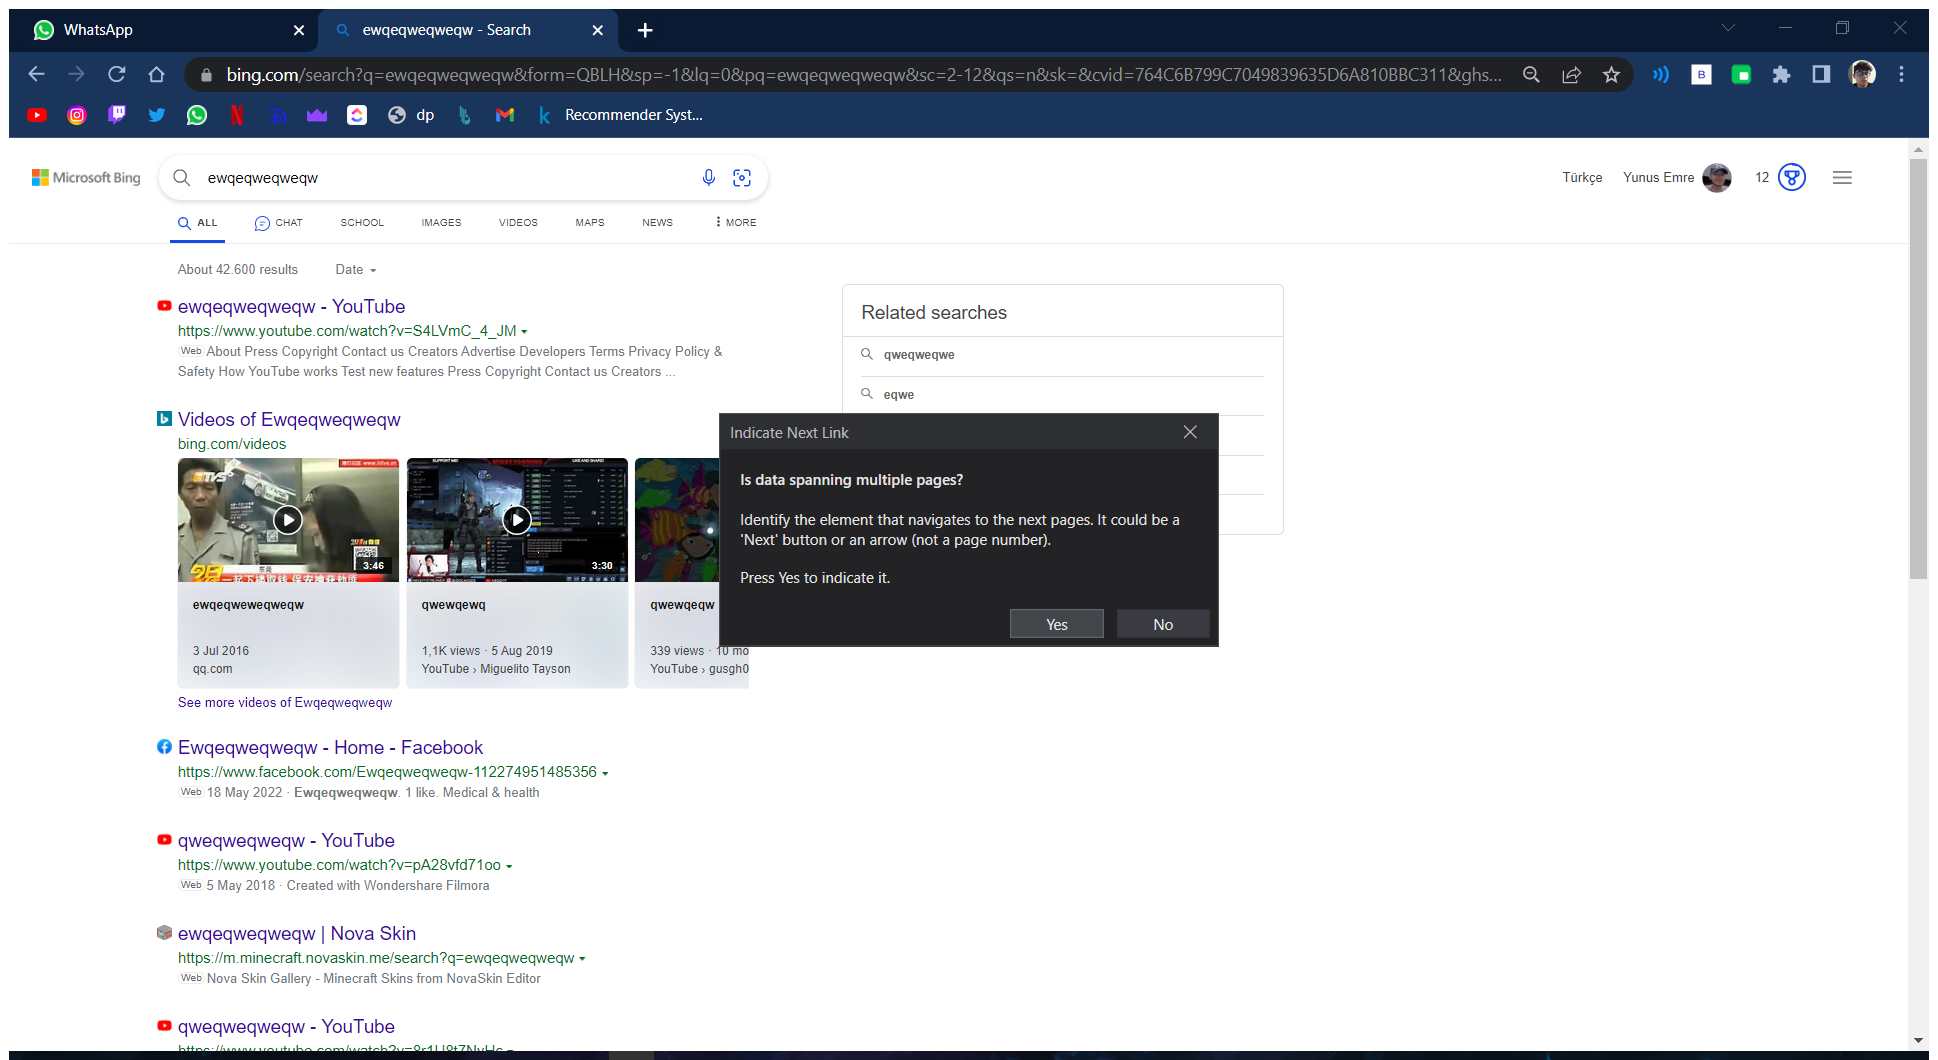 WhatsApp
ewqeqweqweqw - Search
bing.com/search?q=ewqeqweqweqw&form=QBLH&sp=-1&lq=0&pq=ewqeqweqweqw&sc=2-12&qs=n&sk=&cvid=764C6B799C7049839635D6A810BBC311&ghs...
dp
Recommender Syst...
Microsoft Bing
ewqeqweqweqw
Türkçe
Yunus Emre
12
ALL
CHAT
SCHOOL
IMAGES
VIDEOS
MAPS
NEWS
MORE
About 42.600 results
Date
ewqeqweqweqw - YouTube
https://www.youtube.com/watch?v=S4LVmC_4_JM
Web About Press Copyright Contact us Creators Advertise Developers Terms Privacy Policy &
Safety How YouTube works Test new features Press Copyright Contact us Creators ...
Related searches
qweqweqwe
eqwe
Videos of Ewqeqweqweqw
bing.com/videos
3:46
3:30
ewqeqweweqweqw
3 Jul 2016
qq.com
qwewqewq
1,1K views · 5 Aug 2019
YouTube › Miguelito Tayson
qwewqeqw
339 views · 10 mo
YouTube › gusgh0
See more videos of Ewqeqweqweqw
Indicate Next Link
Is data spanning multiple pages?
Identify the element that navigates to the next pages. It could be a
'Next' button or an arrow (not a page number).
Press Yes to indicate it.
Yes
No
Ewqeqweqweqw - Home - Facebook
https://www.facebook.com/Ewqeqweqweqw-112274951485356
Web 18 May 2022 · Ewqeqweqweqw. 1 like. Medical & health
qweqweqweqw - YouTube
https://www.youtube.com/watch?v=pA28vfd71oo
Web 5 May 2018 · Created with Wondershare Filmora
ewqeqweqweqw | Nova Skin
https://m.minecraft.novaskin.me/search?q=ewqeqweqweqw
Web Nova Skin Gallery - Minecraft Skins from NovaSkin Editor
qweqweqweqw - YouTube